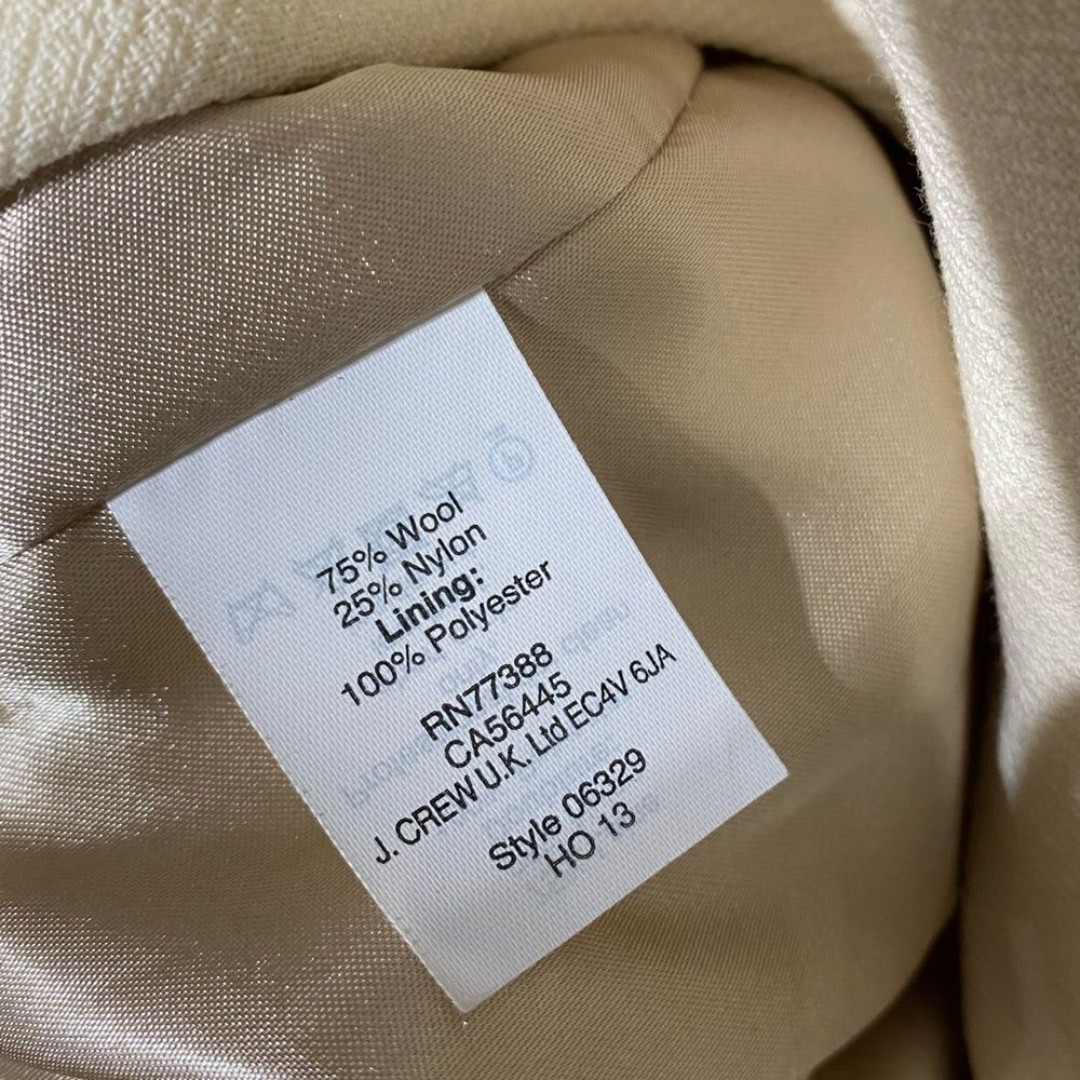 75% Wool
25% Nylon
Lining:
100% Polyester
RN77388
CA56445
J. CREW U.K. Ltd EC4V 6JA
Style 06329
HO 13